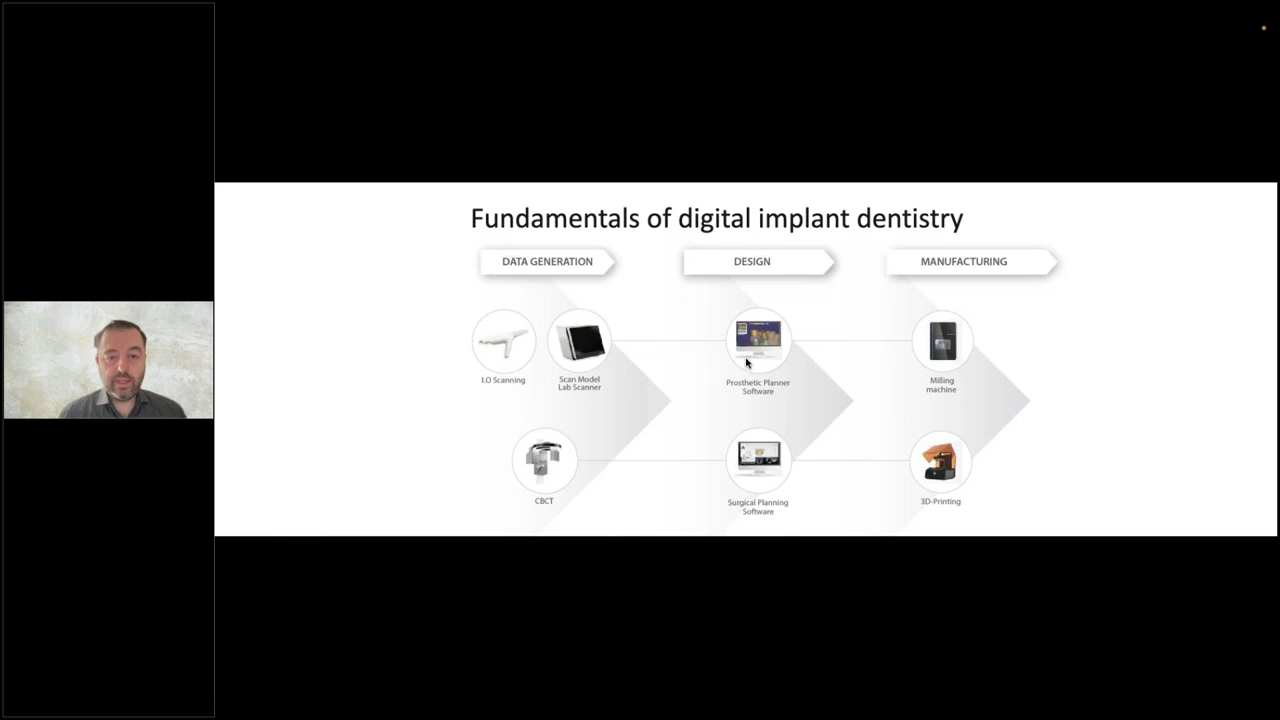 Fundamentals of digital implant dentistry
DATA GENERATION
DESIGN
MANUFACTURING
I.O Scanning
Scan Model
Lab Scanner
Prosthetic Planner
Software
Milling
machine
CBCT
Surgical Planning
Software
3D-Printing